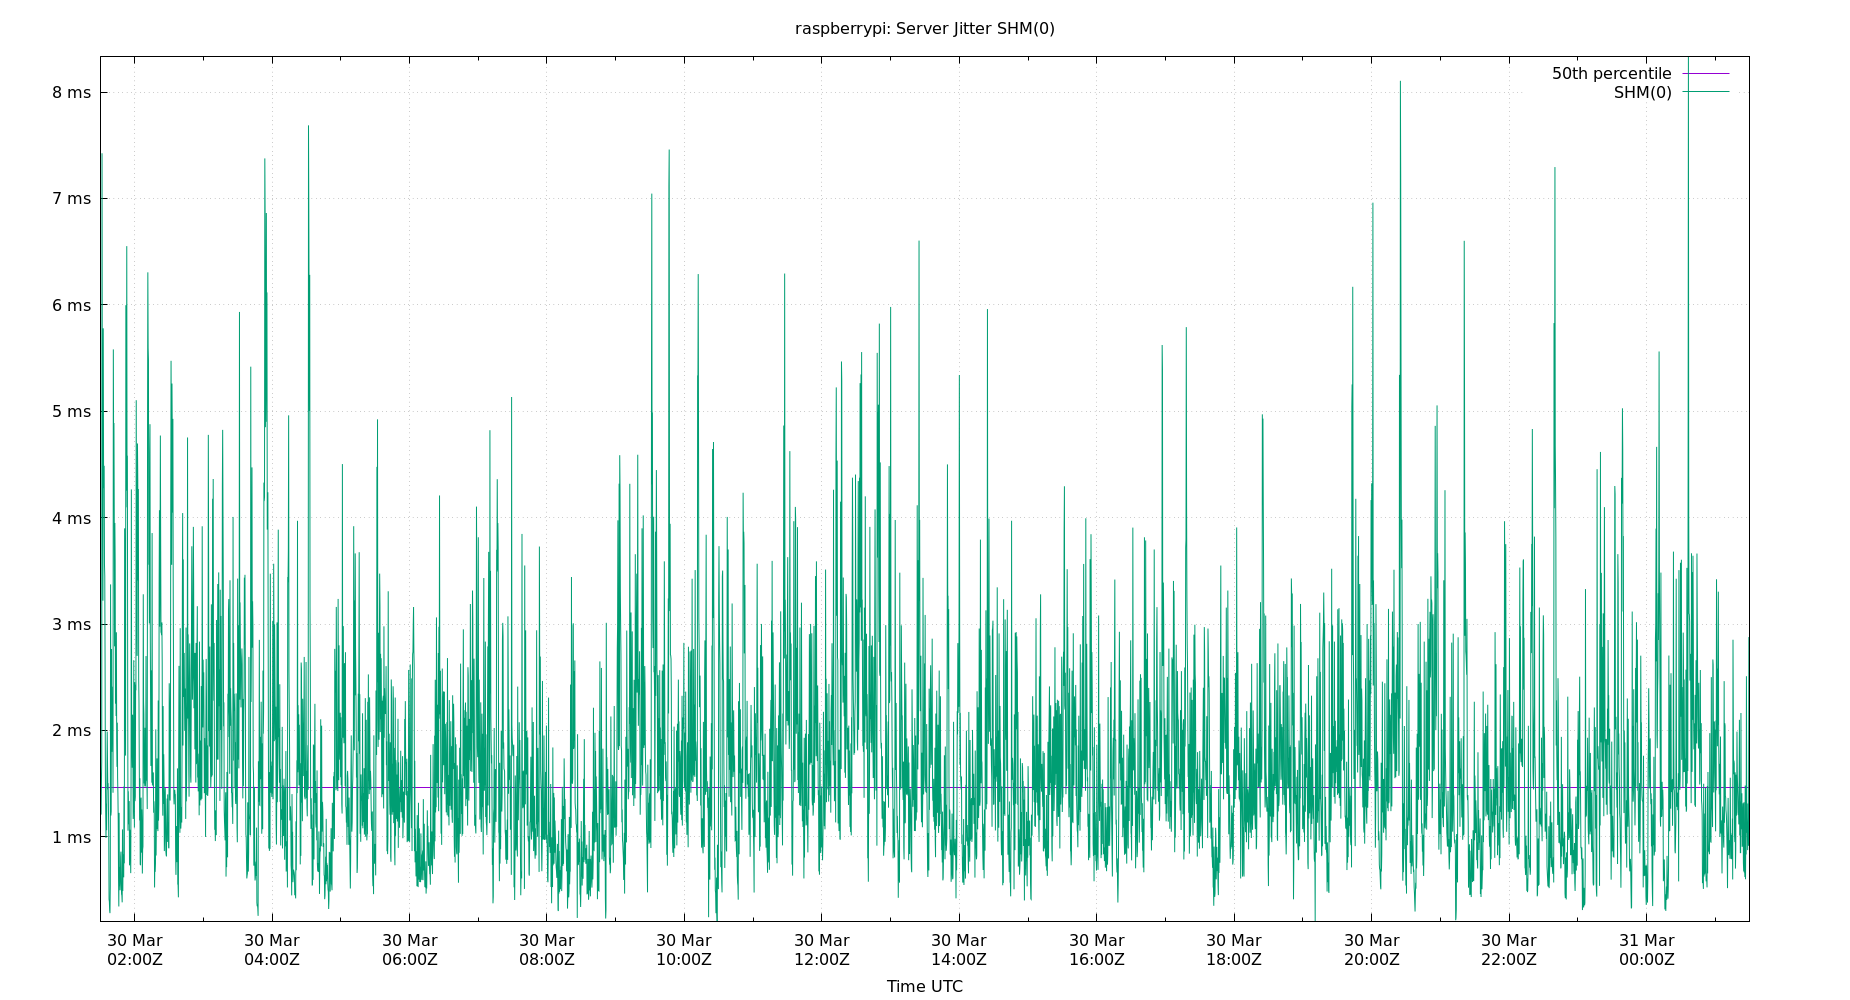 raspberrypi: Server Jitter SHM(0)
50th percentile
SHM(0)
8 ms
7 ms
6 ms
5 ms
4 ms
3 ms
2 ms
1 ms
30 Mar 30 Mar 30 Mar 30 Mar 30 Mar 30 Mar 30 Mar 30 Mar 30 Mar 30 Mar 30 Mar 31 Mar
02:00Z 04:00Z 06:00Z 08:00Z 10:00Z 12:00Z 14:00Z 16:00Z 18:00Z 20:00Z 22:00Z 00:00Z
Time UTC